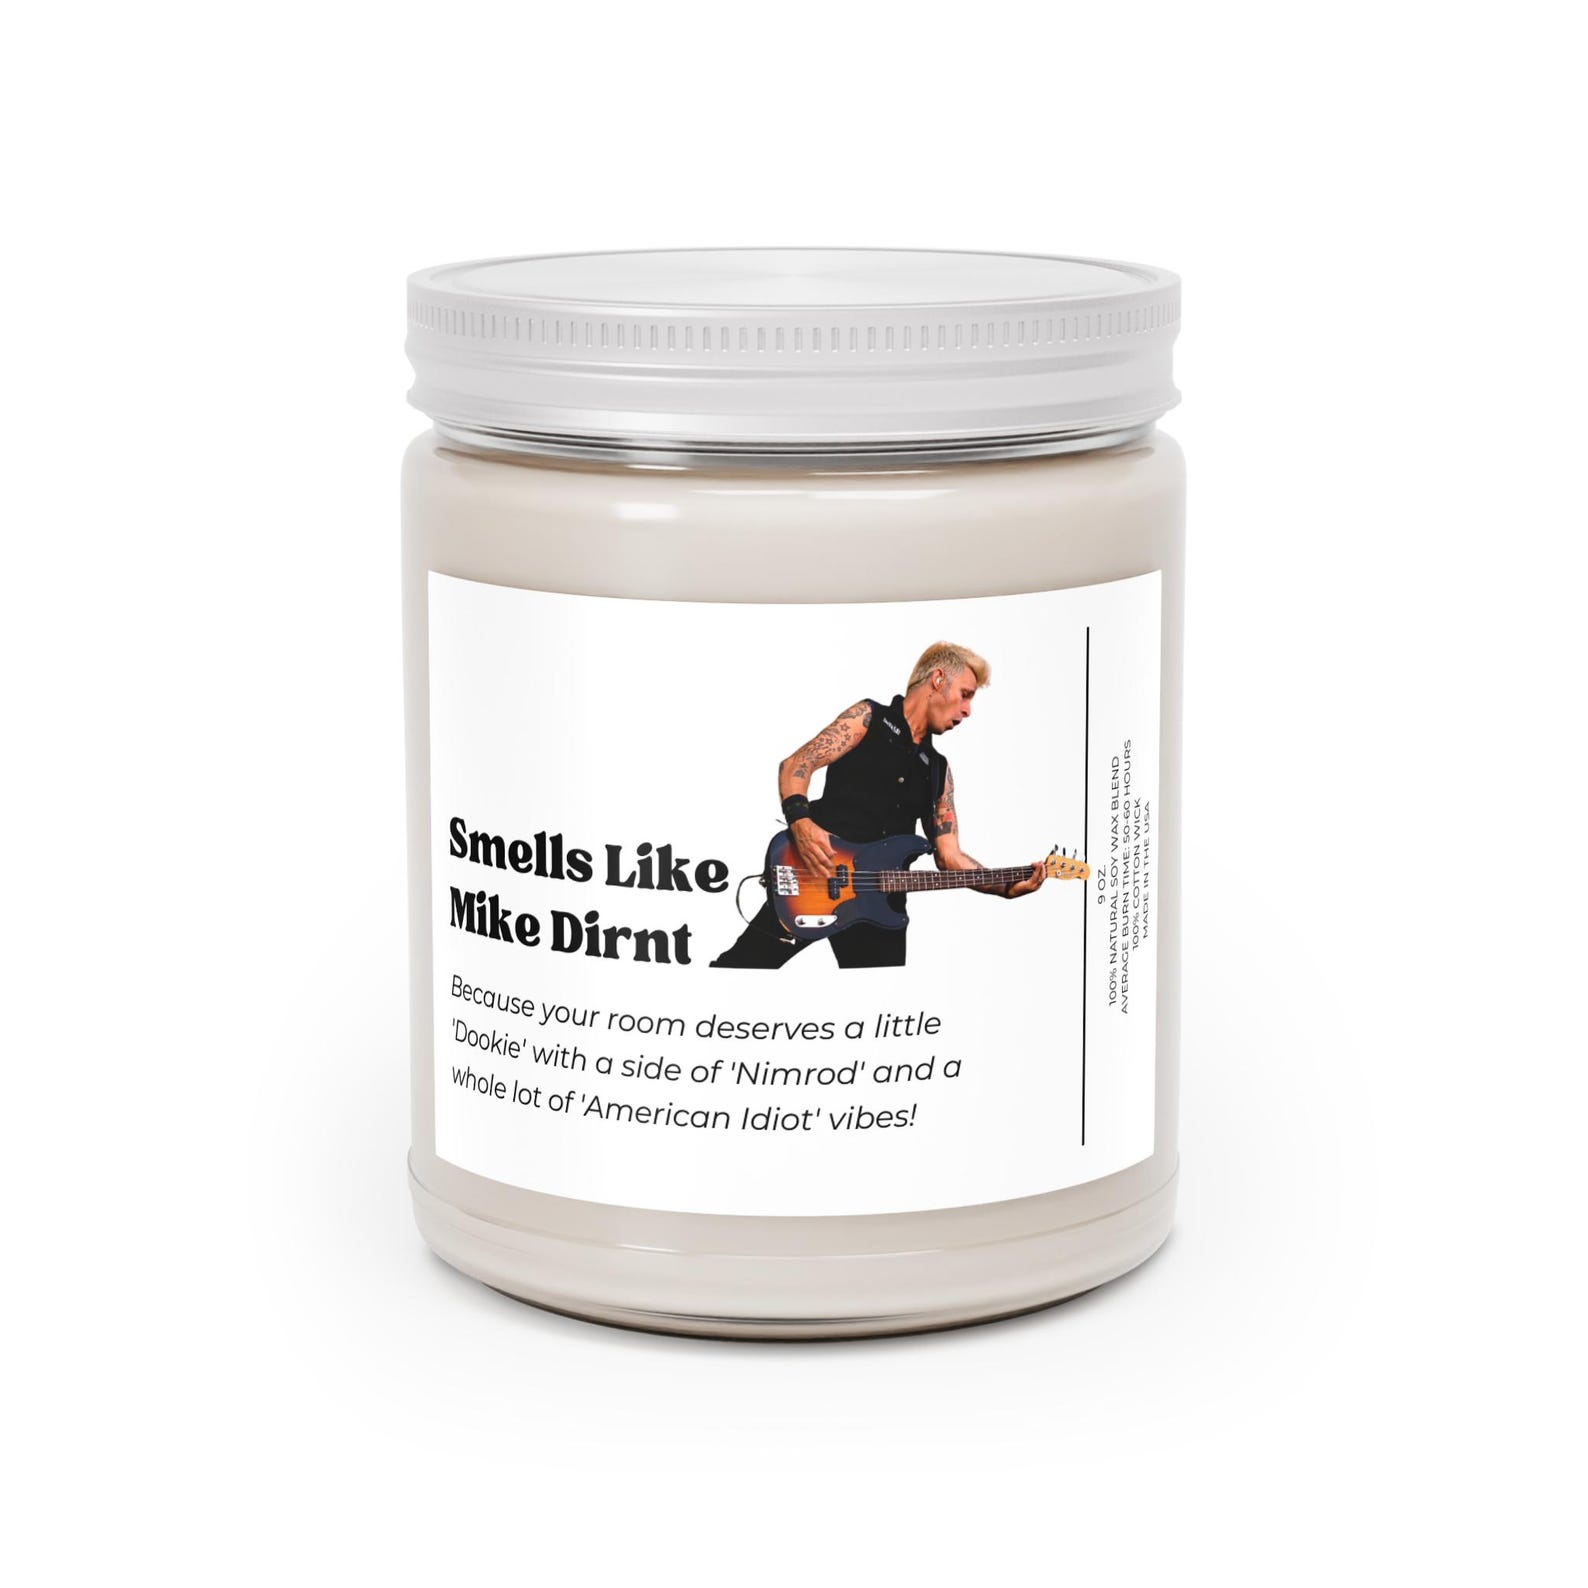 Smells Like
Mike Dirnt
Because your room deserves a little
'Dookie' with a side of 'Nimrod' and a
whole lot of 'American Idiot' vibes!
9 OZ.
100% NATURAL SOY WAX BLEND
AVERAGE BURN TIME: 50-60 HOURS
100% COTTON WICK
MADE IN THE USA